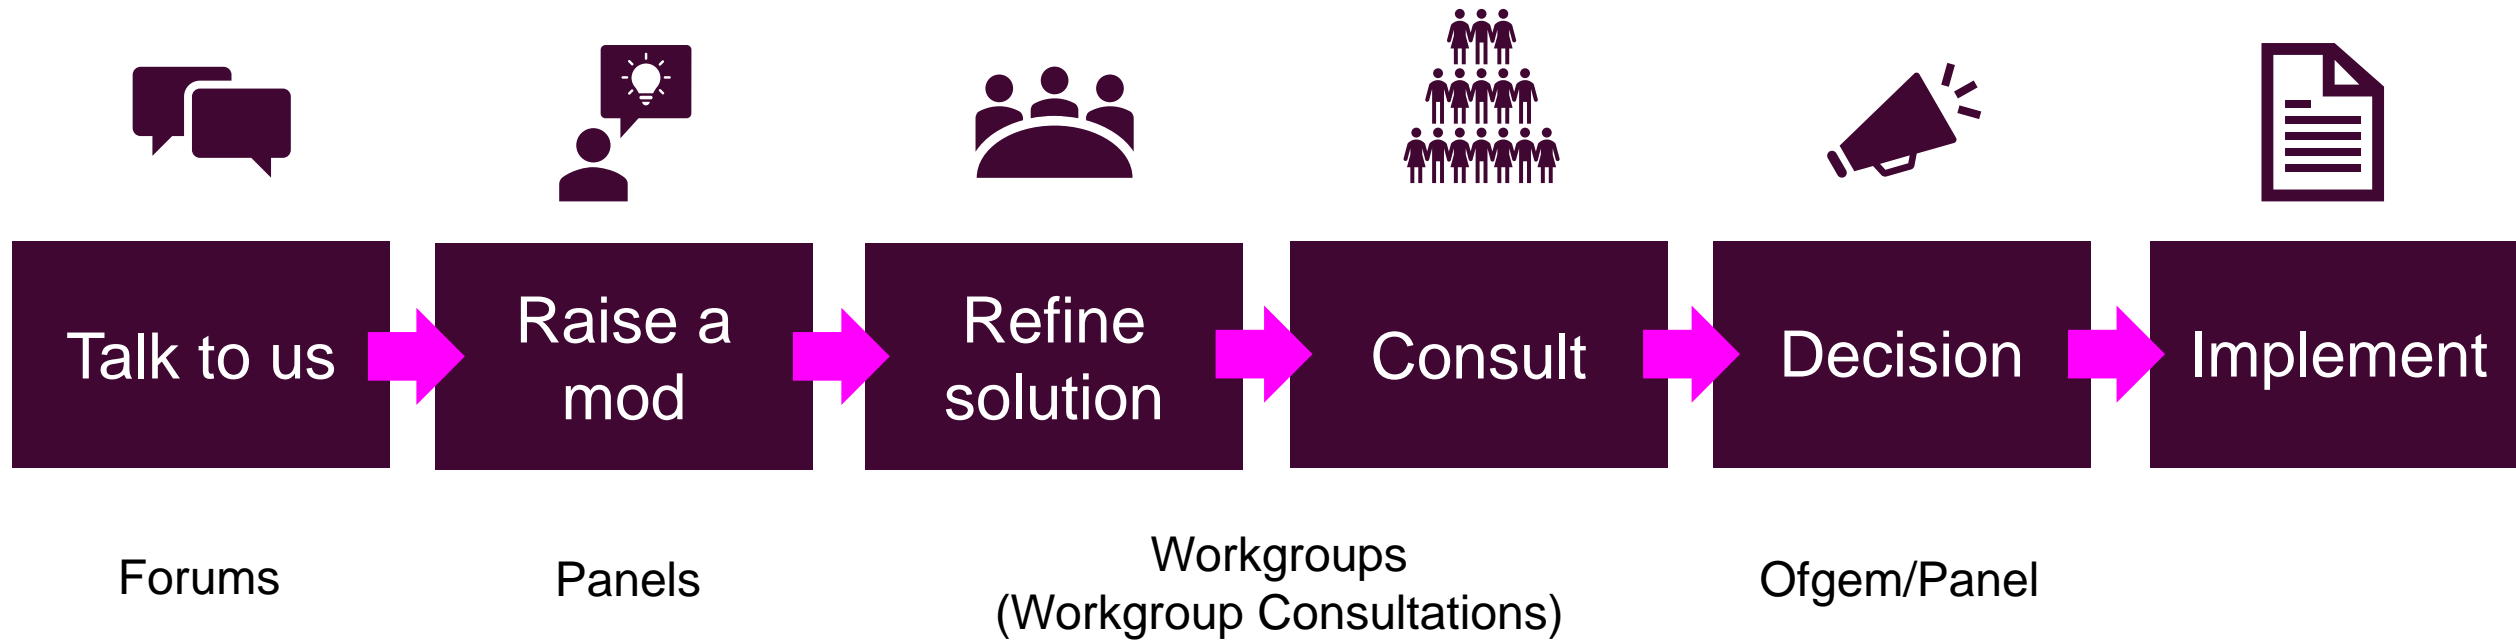 Talk to us
Raise a
mod
Refine
solution
Consult
Decision
Implement
Forums
Panels
Workgroups
(Workgroup Consultations)
Ofgem/Panel